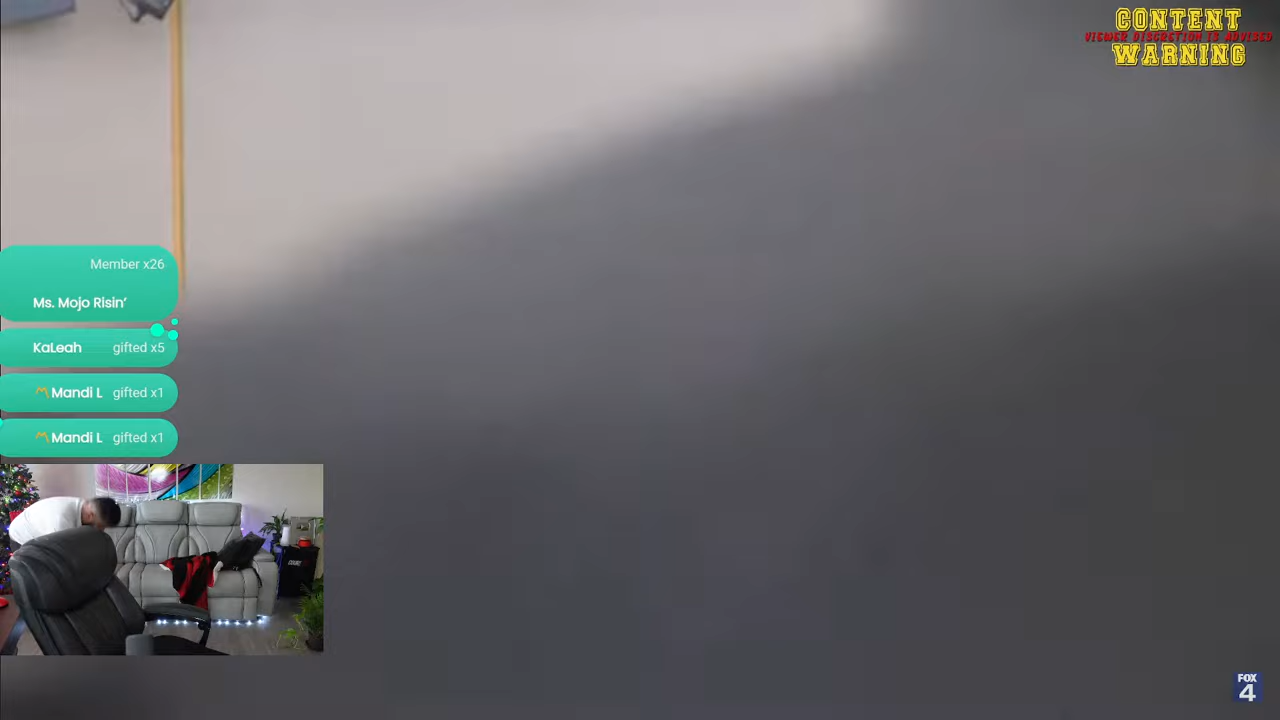 CONTENT
VIEWER DISCRETION IS ADVISED
WARNING
Member x26
Ms. Mojo Risin'
KaLeah gifted x5
Mandi L gifted x1
Mandi L gifted x1
FOX
4